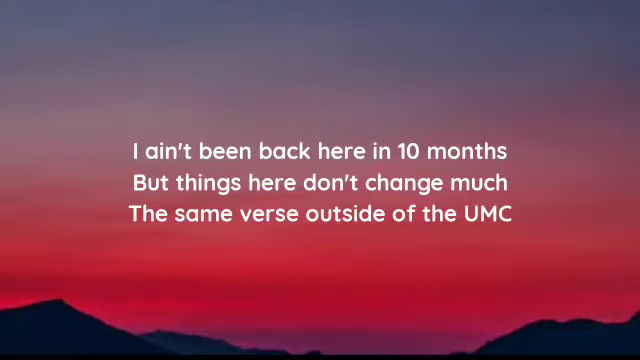 I ain't been back here in 10 months
But things here don't change much
The same verse outside of the UMC